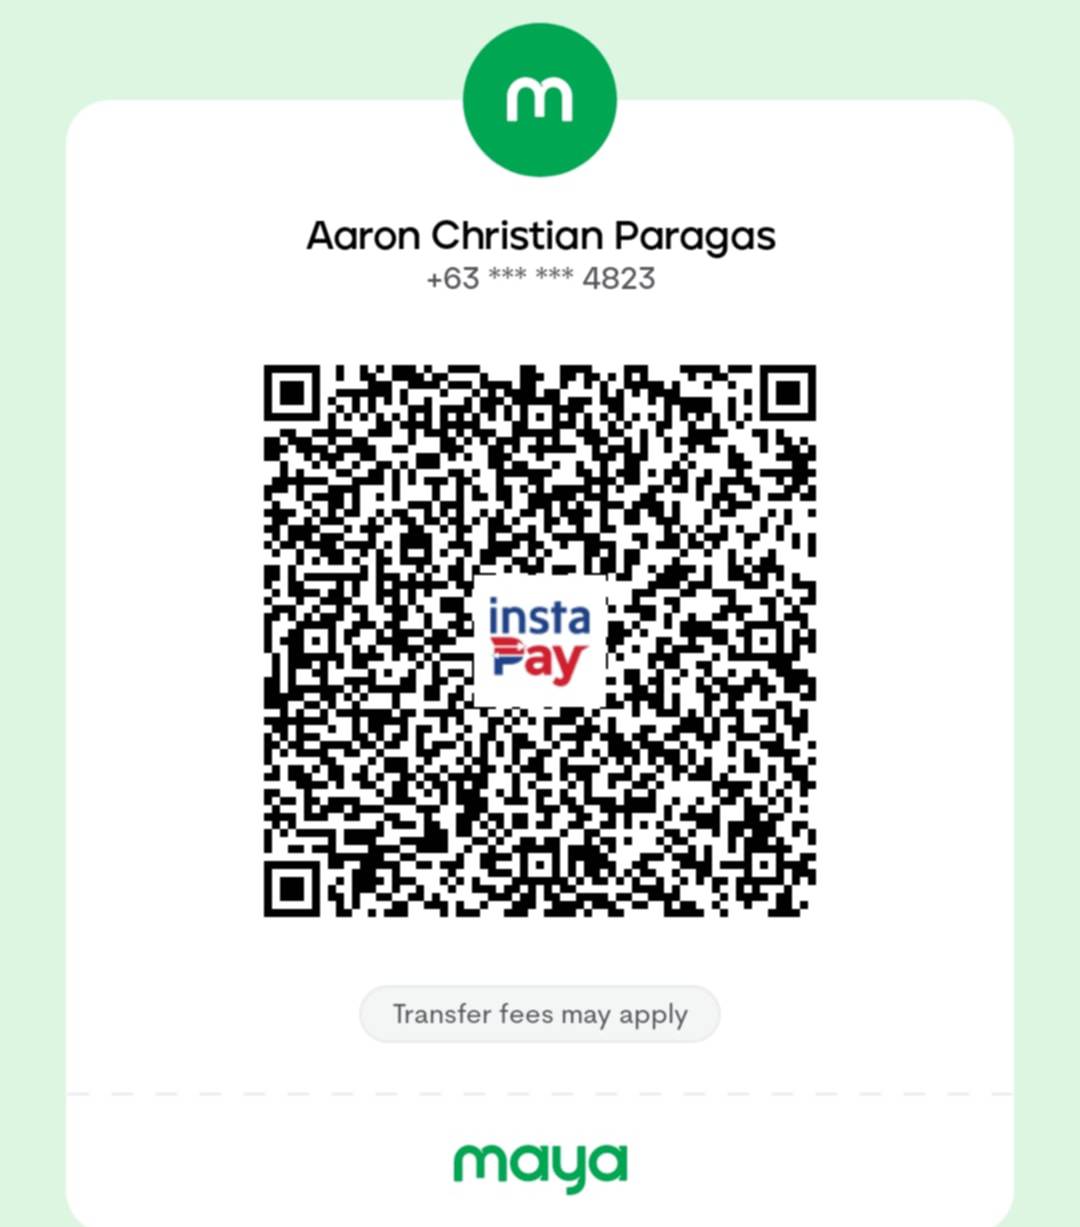 m
Aaron Christian Paragas
+63 *** *** 4823
insta
Pay
Transfer fees may apply
maya